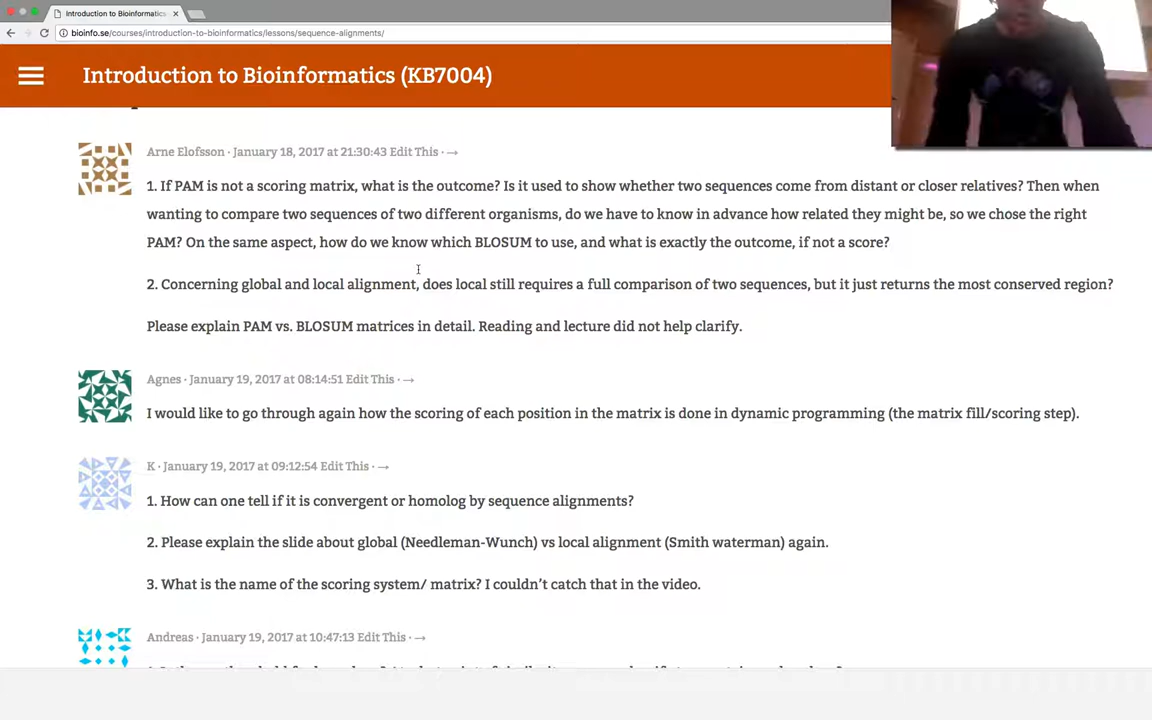 Introduction to Bioinformatics
bioinfo.se/courses/introduction-to-bioinformatics/lessons/sequence-alignments/
Introduction to Bioinformatics (KB7004)
Arne Elofsson · January 18, 2017 at 21:30:43 Edit This · →
1. If PAM is not a scoring matrix, what is the outcome? Is it used to show whether two sequences come from distant or closer relatives? Then when
wanting to compare two sequences of two different organisms, do we have to know in advance how related they might be, so we chose the right
PAM? On the same aspect, how do we know which BLOSUM to use, and what is exactly the outcome, if not a score?
2. Concerning global and local alignment, does local still requires a full comparison of two sequences, but it just returns the most conserved region?
Please explain PAM vs. BLOSUM matrices in detail. Reading and lecture did not help clarify.
Agnes · January 19, 2017 at 08:14:51 Edit This · →
I would like to go through again how the scoring of each position in the matrix is done in dynamic programming (the matrix fill/scoring step).
K · January 19, 2017 at 09:12:54 Edit This · →
1. How can one tell if it is convergent or homolog by sequence alignments?
2. Please explain the slide about global (Needleman-Wunch) vs local alignment (Smith waterman) again.
3. What is the name of the scoring system/ matrix? I couldn't catch that in the video.
Andreas · January 19, 2017 at 10:47:13 Edit This · →